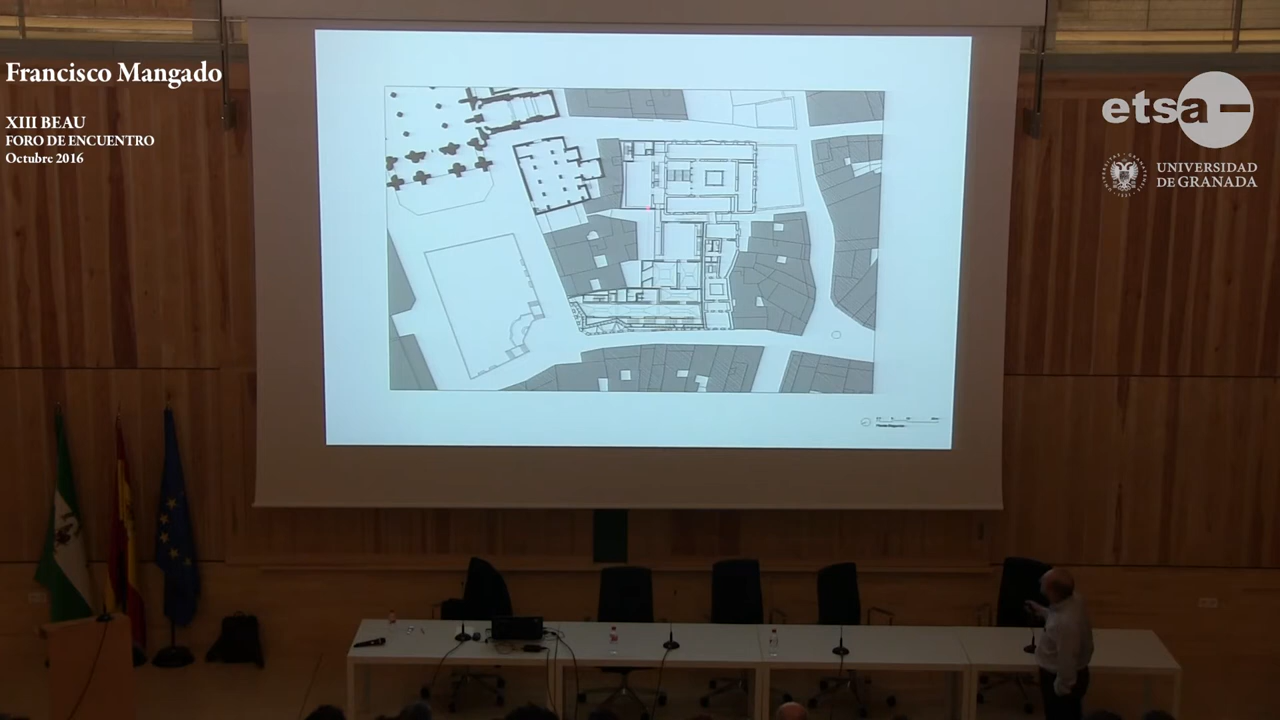 Francisco Mangado
XIII BEAU
FORO DE ENCUENTRO
Octubre 2016
etsa
UNIVERSIDAD
DE GRANADA